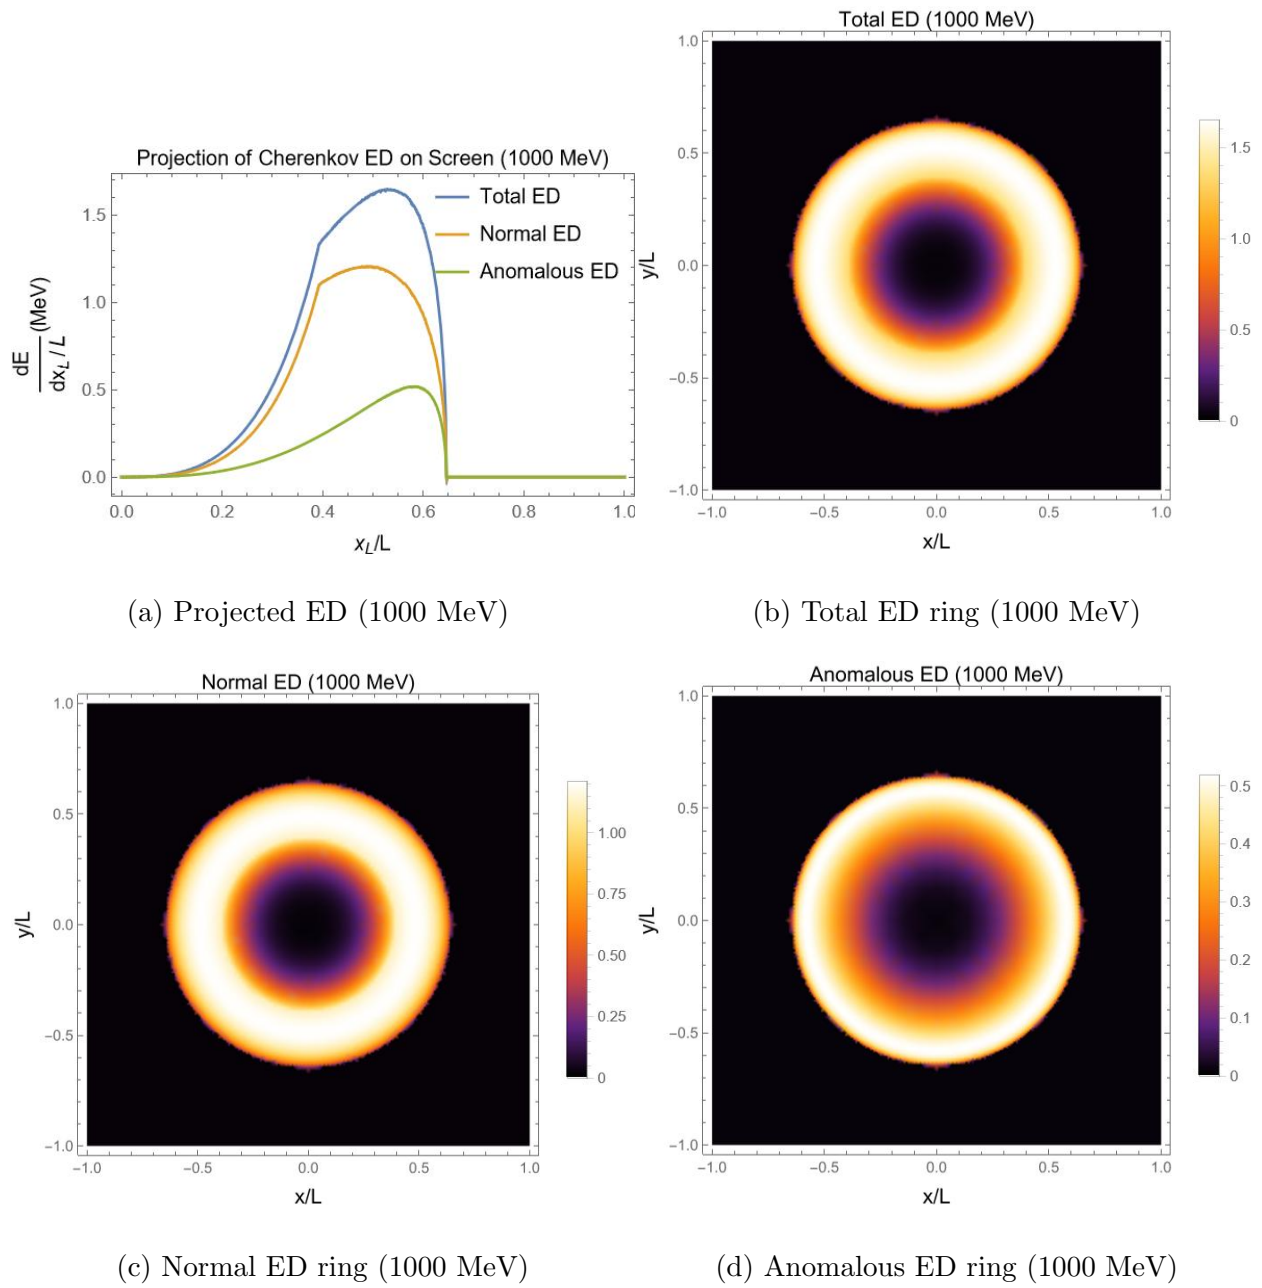 Projection of Cherenkov ED on Screen (1000 MeV)
Total ED
Normal ED
Anomalous ED
1.5
1.0
0.5
0.0
dE
dx_L / L
(MeV)
0.0 0.2 0.4 0.6 0.8 1.0
x_L/L
(a) Projected ED (1000 MeV)
Total ED (1000 MeV)
1.0
0.5
0.0
−0.5
−1.0
y/L
−1.0 −0.5 0.0 0.5 1.0
x/L
1.5
1.0
0.5
0
(b) Total ED ring (1000 MeV)
Normal ED (1000 MeV)
1.0
0.5
0.0
−0.5
−1.0
y/L
−1.0 −0.5 0.0 0.5 1.0
x/L
1.00
0.75
0.50
0.25
0
(c) Normal ED ring (1000 MeV)
Anomalous ED (1000 MeV)
1.0
0.5
0.0
−0.5
−1.0
y/L
−1.0 −0.5 0.0 0.5 1.0
x/L
0.5
0.4
0.3
0.2
0.1
0
(d) Anomalous ED ring (1000 MeV)